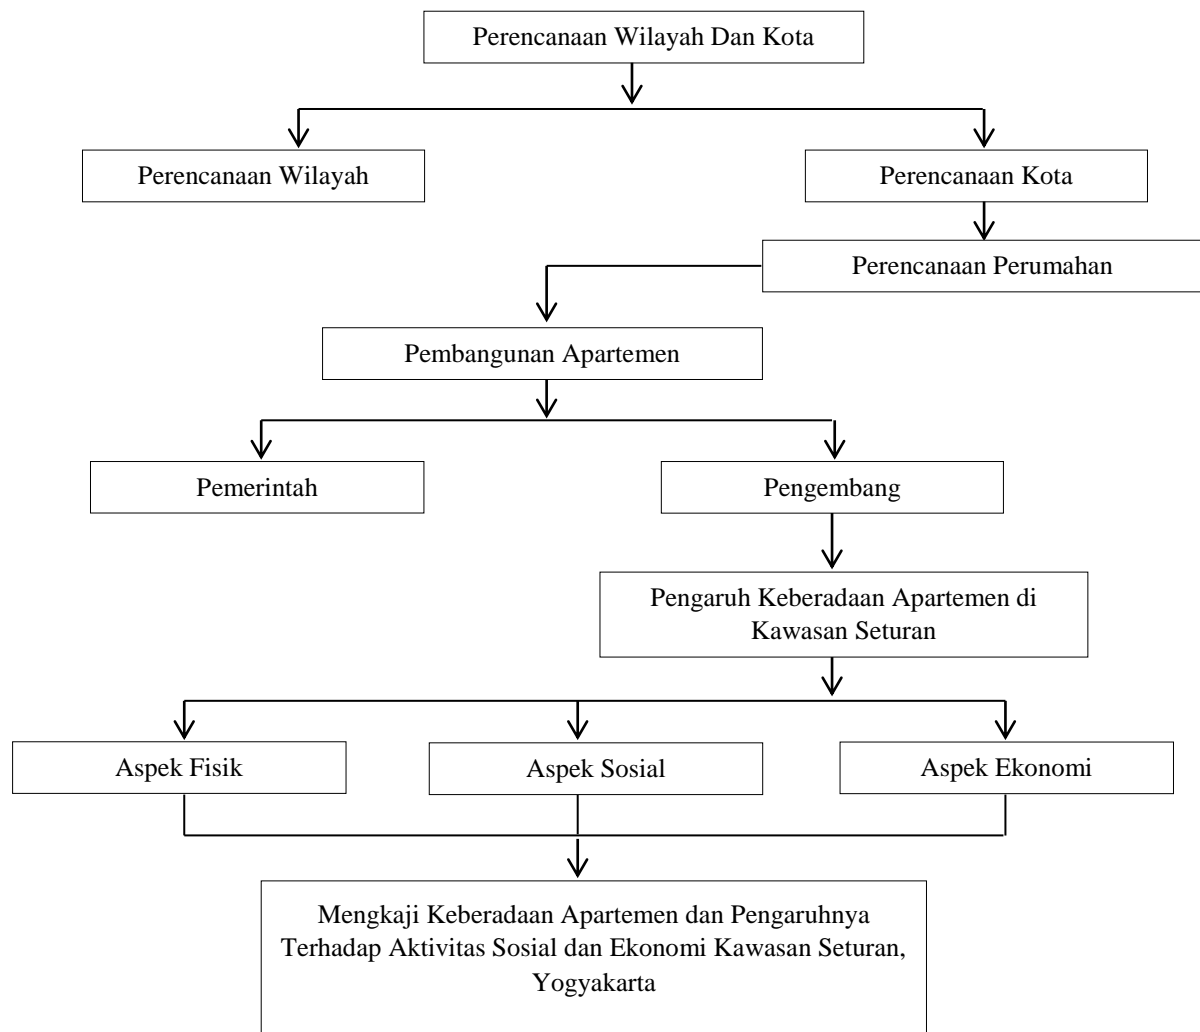 Perencanaan Wilayah Dan Kota
Perencanaan Wilayah
Perencanaan Kota
Perencanaan Perumahan
Pembangunan Apartemen
Pemerintah
Pengembang
Pengaruh Keberadaan Apartemen di
Kawasan Seturan
Aspek Fisik
Aspek Sosial
Aspek Ekonomi
Mengkaji Keberadaan Apartemen dan Pengaruhnya
Terhadap Aktivitas Sosial dan Ekonomi Kawasan Seturan,
Yogyakarta